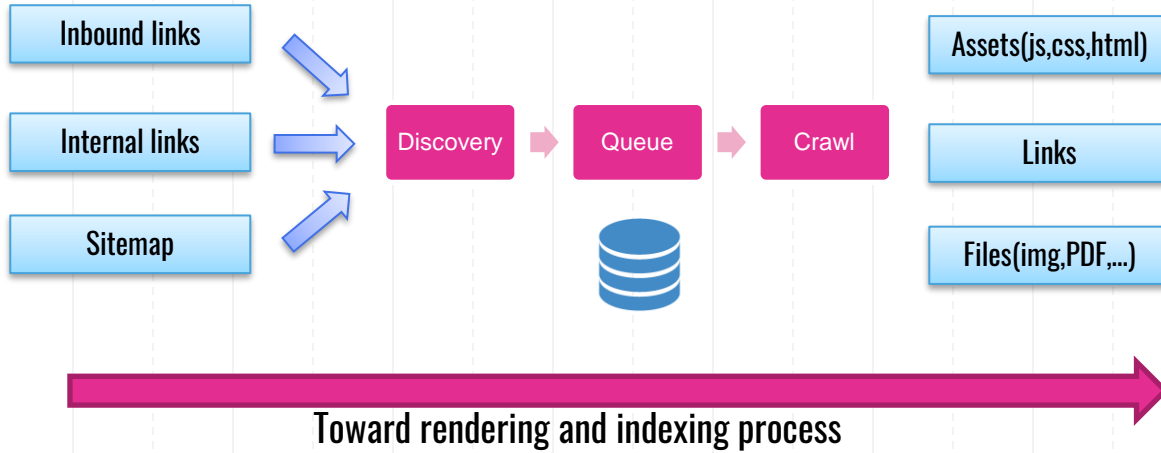 Inbound links
Internal links
Sitemap
Discovery
Queue
Crawl
Assets(js,css,html)
Links
Files(img,PDF,...)
Toward rendering and indexing process